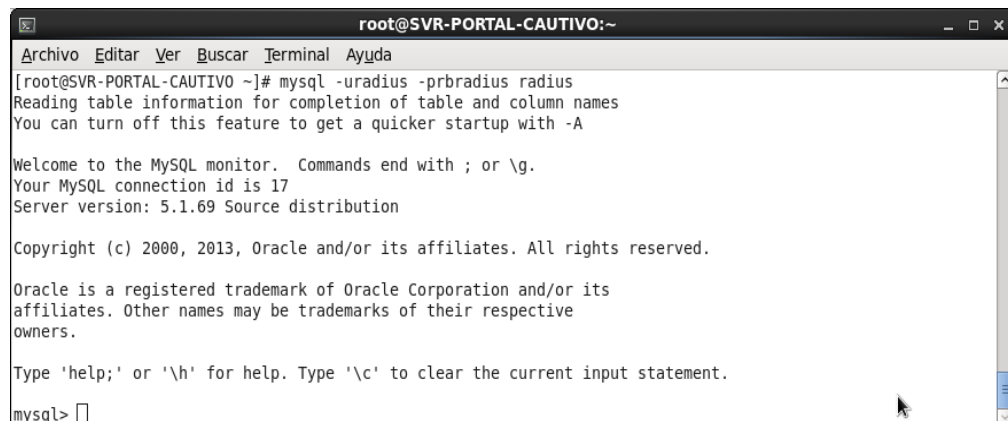 root@SVR-PORTAL-CAUTIVO:~
Archivo Editar Ver Buscar Terminal Ayuda
[root@SVR-PORTAL-CAUTIVO ~]# mysql -uradius -prbradius radius
Reading table information for completion of table and column names
You can turn off this feature to get a quicker startup with -A
Welcome to the MySQL monitor.  Commands end with ; or \g.
Your MySQL connection id is 17
Server version: 5.1.69 Source distribution
Copyright (c) 2000, 2013, Oracle and/or its affiliates. All rights reserved.
Oracle is a registered trademark of Oracle Corporation and/or its
affiliates. Other names may be trademarks of their respective
owners.
Type 'help;' or '\h' for help. Type '\c' to clear the current input statement.
mysql>